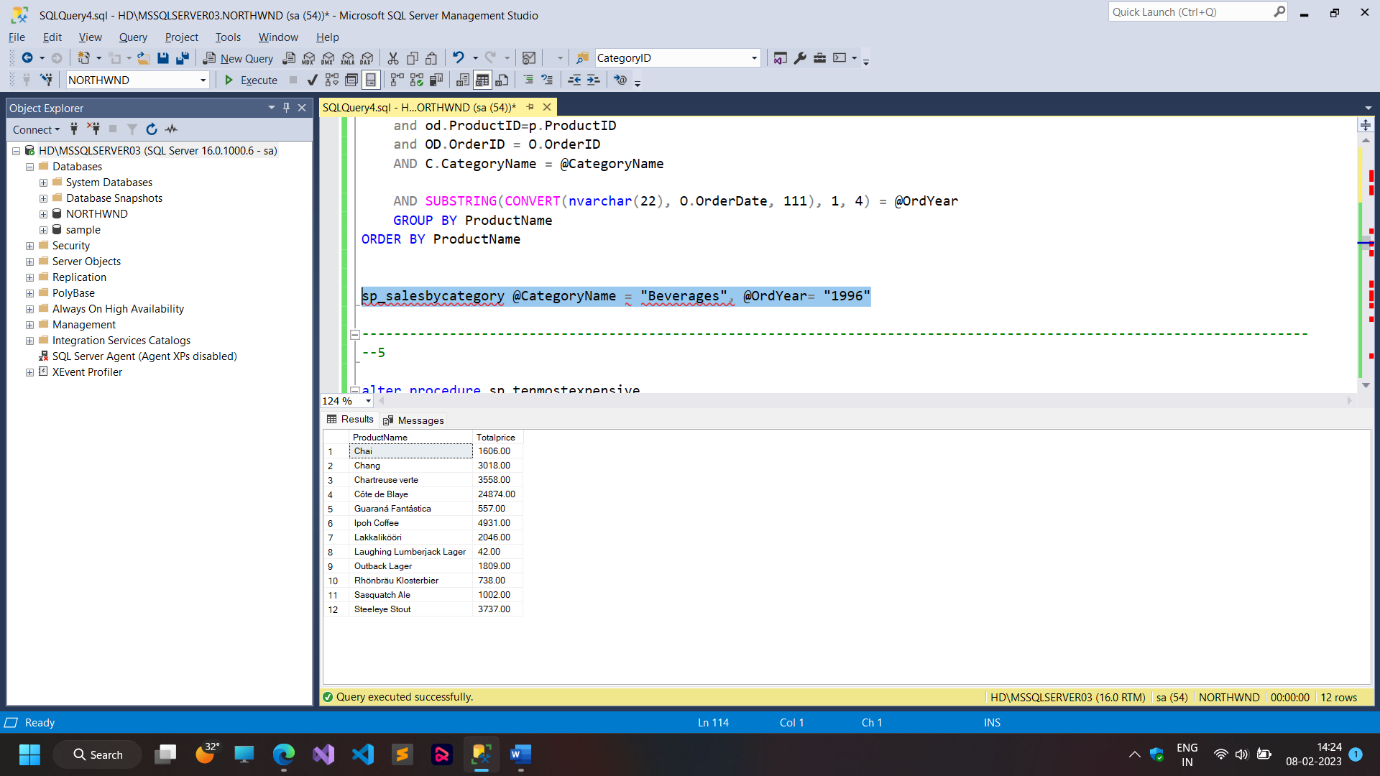 SQLQuery4.sql - HD\MSSQLSERVER03.NORTHWND (sa (54))* - Microsoft SQL Server Management Studio
Quick Launch (Ctrl+Q)
File Edit View Query Project Tools Window Help
New Query
CategoryID
NORTHWND
Execute
Object Explorer
Connect
HD\MSSQLSERVER03 (SQL Server 16.0.1000.6 - sa)
Databases
System Databases
Database Snapshots
NORTHWND
sample
Security
Server Objects
Replication
PolyBase
Always On High Availability
Management
Integration Services Catalogs
SQL Server Agent (Agent XPs disabled)
XEvent Profiler
SQLQuery4.sql - H...ORTHWND (sa (54))*
and od.ProductID=p.ProductID
and OD.OrderID = O.OrderID
AND C.CategoryName = @CategoryName
AND SUBSTRING(CONVERT(nvarchar(22), O.OrderDate, 111), 1, 4) = @OrdYear
GROUP BY ProductName
ORDER BY ProductName
sp_salesbycategory @CategoryName = "Beverages", @OrdYear= "1996"
--5
alter procedure sp_tenmostexpensive
124 %
Results Messages
ProductName Totalprice
1 Chai 1606.00
2 Chang 3018.00
3 Chartreuse verte 3558.00
4 Côte de Blaye 24874.00
5 Guaraná Fantástica 557.00
6 Ipoh Coffee 4931.00
7 Lakkalikööri 2046.00
8 Laughing Lumberjack Lager 42.00
9 Outback Lager 1809.00
10 Rhönbräu Klosterbier 738.00
11 Sasquatch Ale 1002.00
12 Steeleye Stout 3737.00
Query executed successfully. HD\MSSQLSERVER03 (16.0 RTM) sa (54) NORTHWND 00:00:00 12 rows
Ready Ln 114 Col 1 Ch 1 INS
Search
32°
ENG
IN
14:24
08-02-2023
1